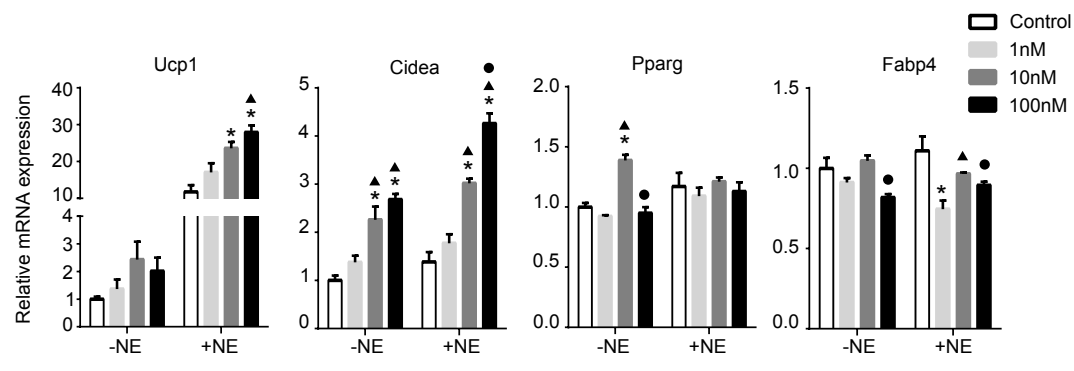 Control
1nM
10nM
100nM
Ucp1
Cidea
Pparg
Fabp4
Relative mRNA expression
40
30
20
10
4
3
2
1
0
-NE
+NE
*
*
5
4
3
2
1
0
-NE
+NE
*
*
*
*
2.0
1.5
1.0
0.5
0.0
-NE
+NE
*
1.5
1.0
0.5
0.0
-NE
+NE
*